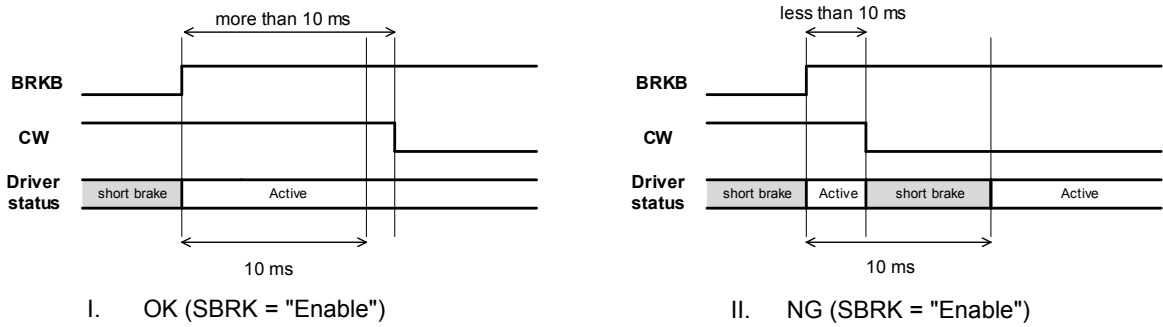 more than 10 ms
BRKB
CW
Driver status
short brake
Active
10 ms
I. OK (SBRK = "Enable")
less than 10 ms
BRKB
CW
Driver status
short brake
Active
short brake
Active
10 ms
II. NG (SBRK = "Enable")